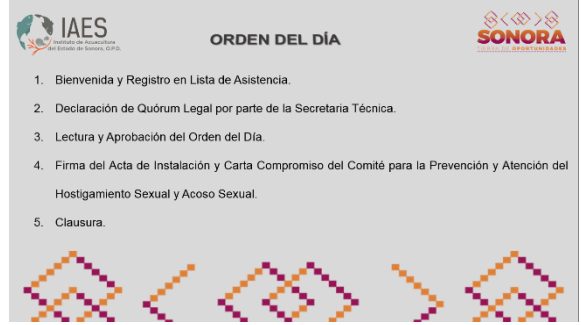 IAES
Instituto de Acuacultura
del Estado de Sonora, O.P.D.
ORDEN DEL DÍA
SONORA
TIERRA DE OPORTUNIDADES
1. Bienvenida y Registro en Lista de Asistencia.
2. Declaración de Quórum Legal por parte de la Secretaria Técnica.
3. Lectura y Aprobación del Orden del Día.
4. Firma del Acta de Instalación y Carta Compromiso del Comité para la Prevención y Atención del
Hostigamiento Sexual y Acoso Sexual.
5. Clausura.